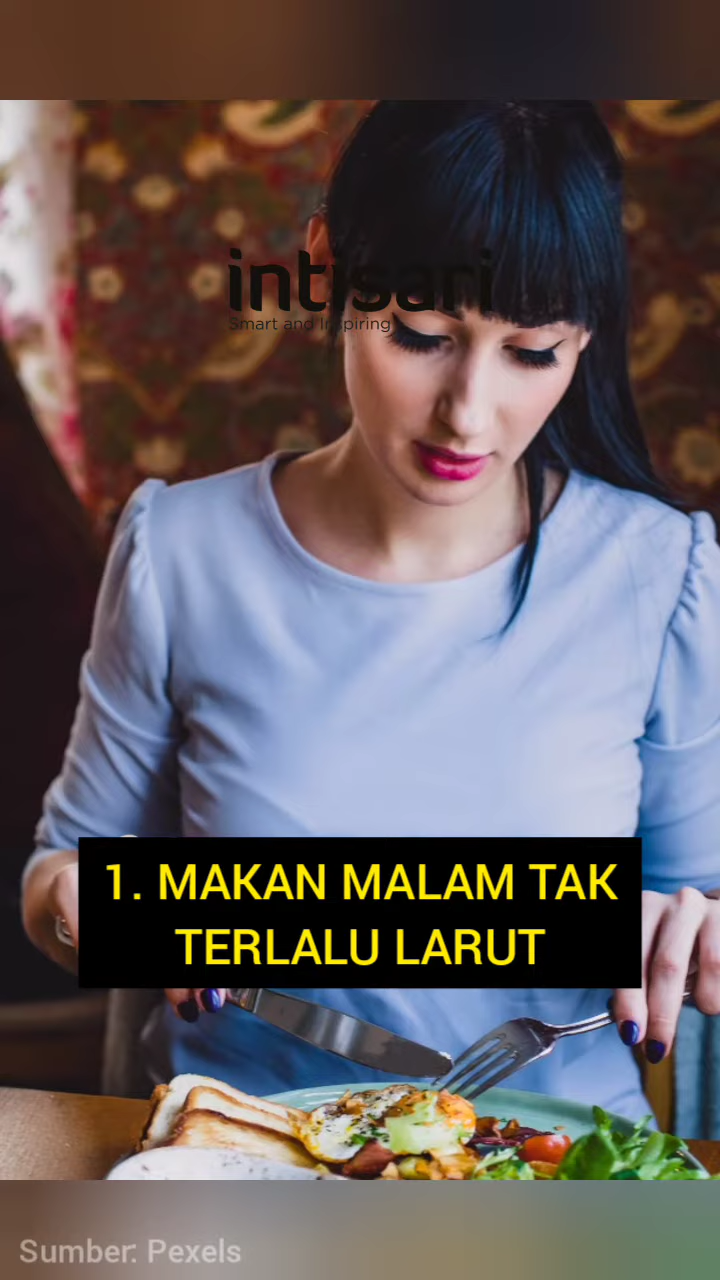 intisari
Smart and Inspiring
1. MAKAN MALAM TAK
TERLALU LARUT
Sumber: Pexels